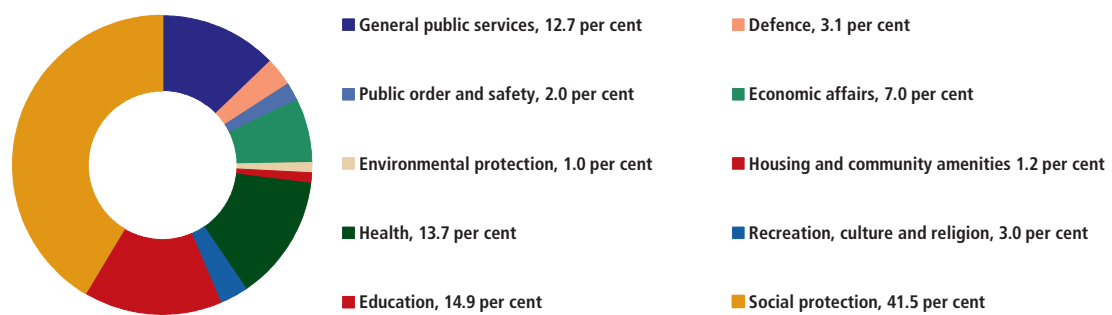 General public services, 12.7 per cent
Defence, 3.1 per cent
Public order and safety, 2.0 per cent
Economic affairs, 7.0 per cent
Environmental protection, 1.0 per cent
Housing and community amenities 1.2 per cent
Health, 13.7 per cent
Recreation, culture and religion, 3.0 per cent
Education, 14.9 per cent
Social protection, 41.5 per cent